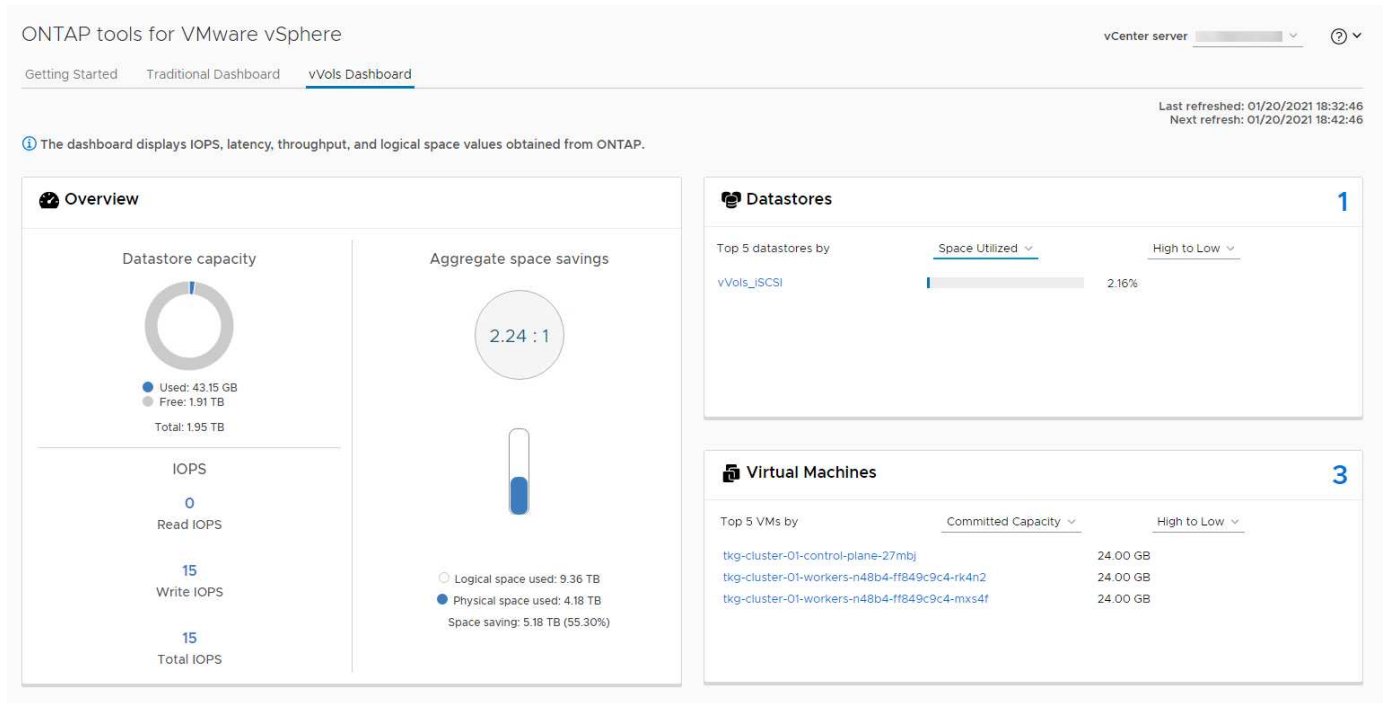 ONTAP tools for VMware vSphere
vCenter server
Getting Started Traditional Dashboard vVols Dashboard
Last refreshed: 01/20/2021 18:32:46
Next refresh: 01/20/2021 18:42:46
The dashboard displays IOPS, latency, throughput, and logical space values obtained from ONTAP.
Overview
Datastore capacity
Used: 43.15 GB
Free: 1.91 TB
Total: 1.95 TB
IOPS
0
Read IOPS
15
Write IOPS
15
Total IOPS
Aggregate space savings
2.24 : 1
Logical space used: 9.36 TB
Physical space used: 4.18 TB
Space saving: 5.18 TB (55.30%)
Datastores 1
Top 5 datastores by Space Utilized High to Low
vVols_iSCSI 2.16%
Virtual Machines 3
Top 5 VMs by Committed Capacity High to Low
tkg-cluster-01-control-plane-27mbj 24.00 GB
tkg-cluster-01-workers-n48b4-ff849c9c4-rk4n2 24.00 GB
tkg-cluster-01-workers-n48b4-ff849c9c4-mxs4f 24.00 GB